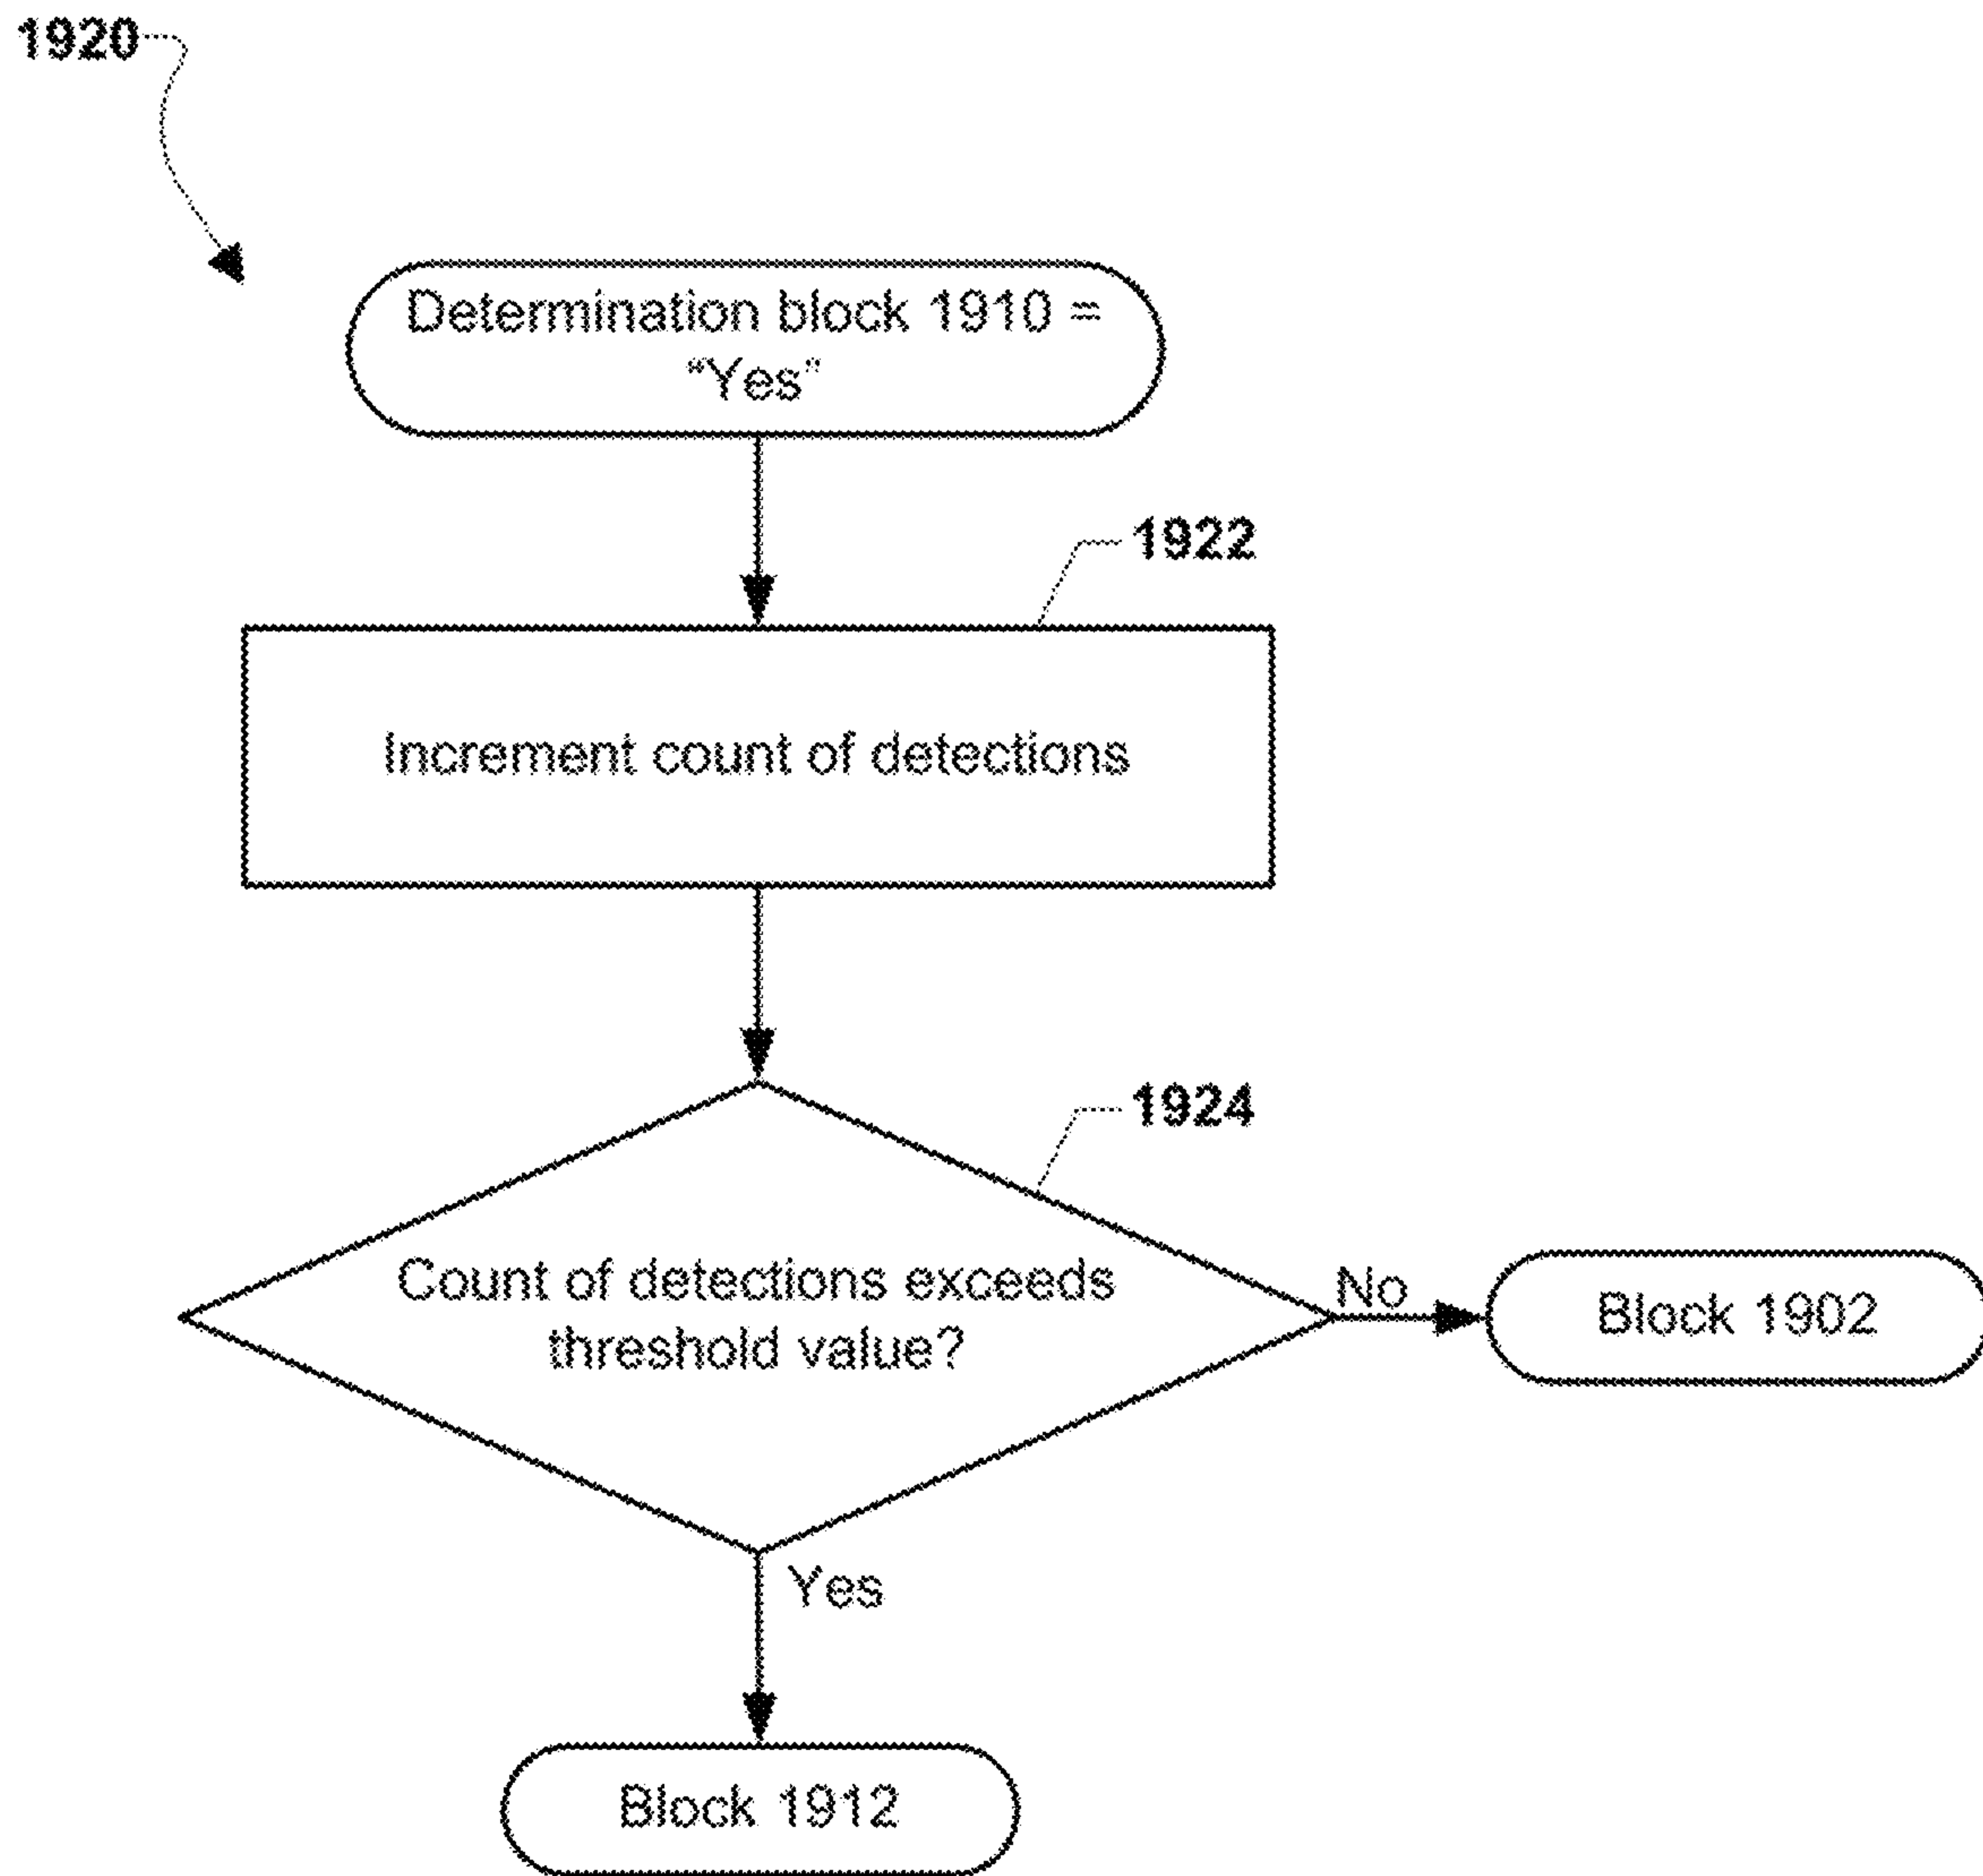 1920
Determination block 1910 =
“Yes”
1922
Increment count of detections
1924
Count of detections exceeds
threshold value?
No
Block 1902
Yes
Block 1912